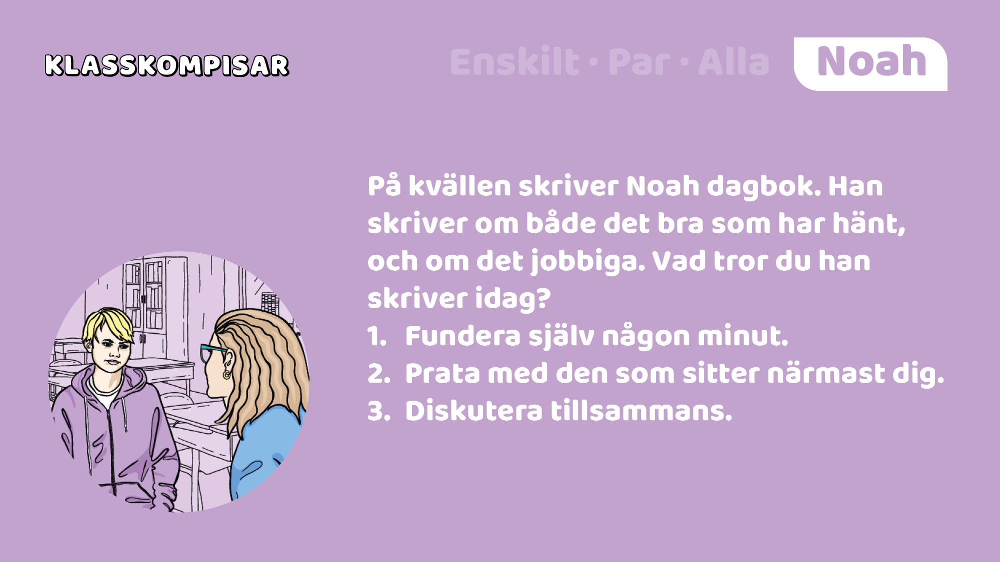 KLASSKOMPISAR
Enskilt • Par • Alla
Noah
På kvällen skriver Noah dagbok. Han
skriver om både det bra som har hänt,
och om det jobbiga. Vad tror du han
skriver idag?
1. Fundera själv någon minut.
2. Prata med den som sitter närmast dig.
3. Diskutera tillsammans.